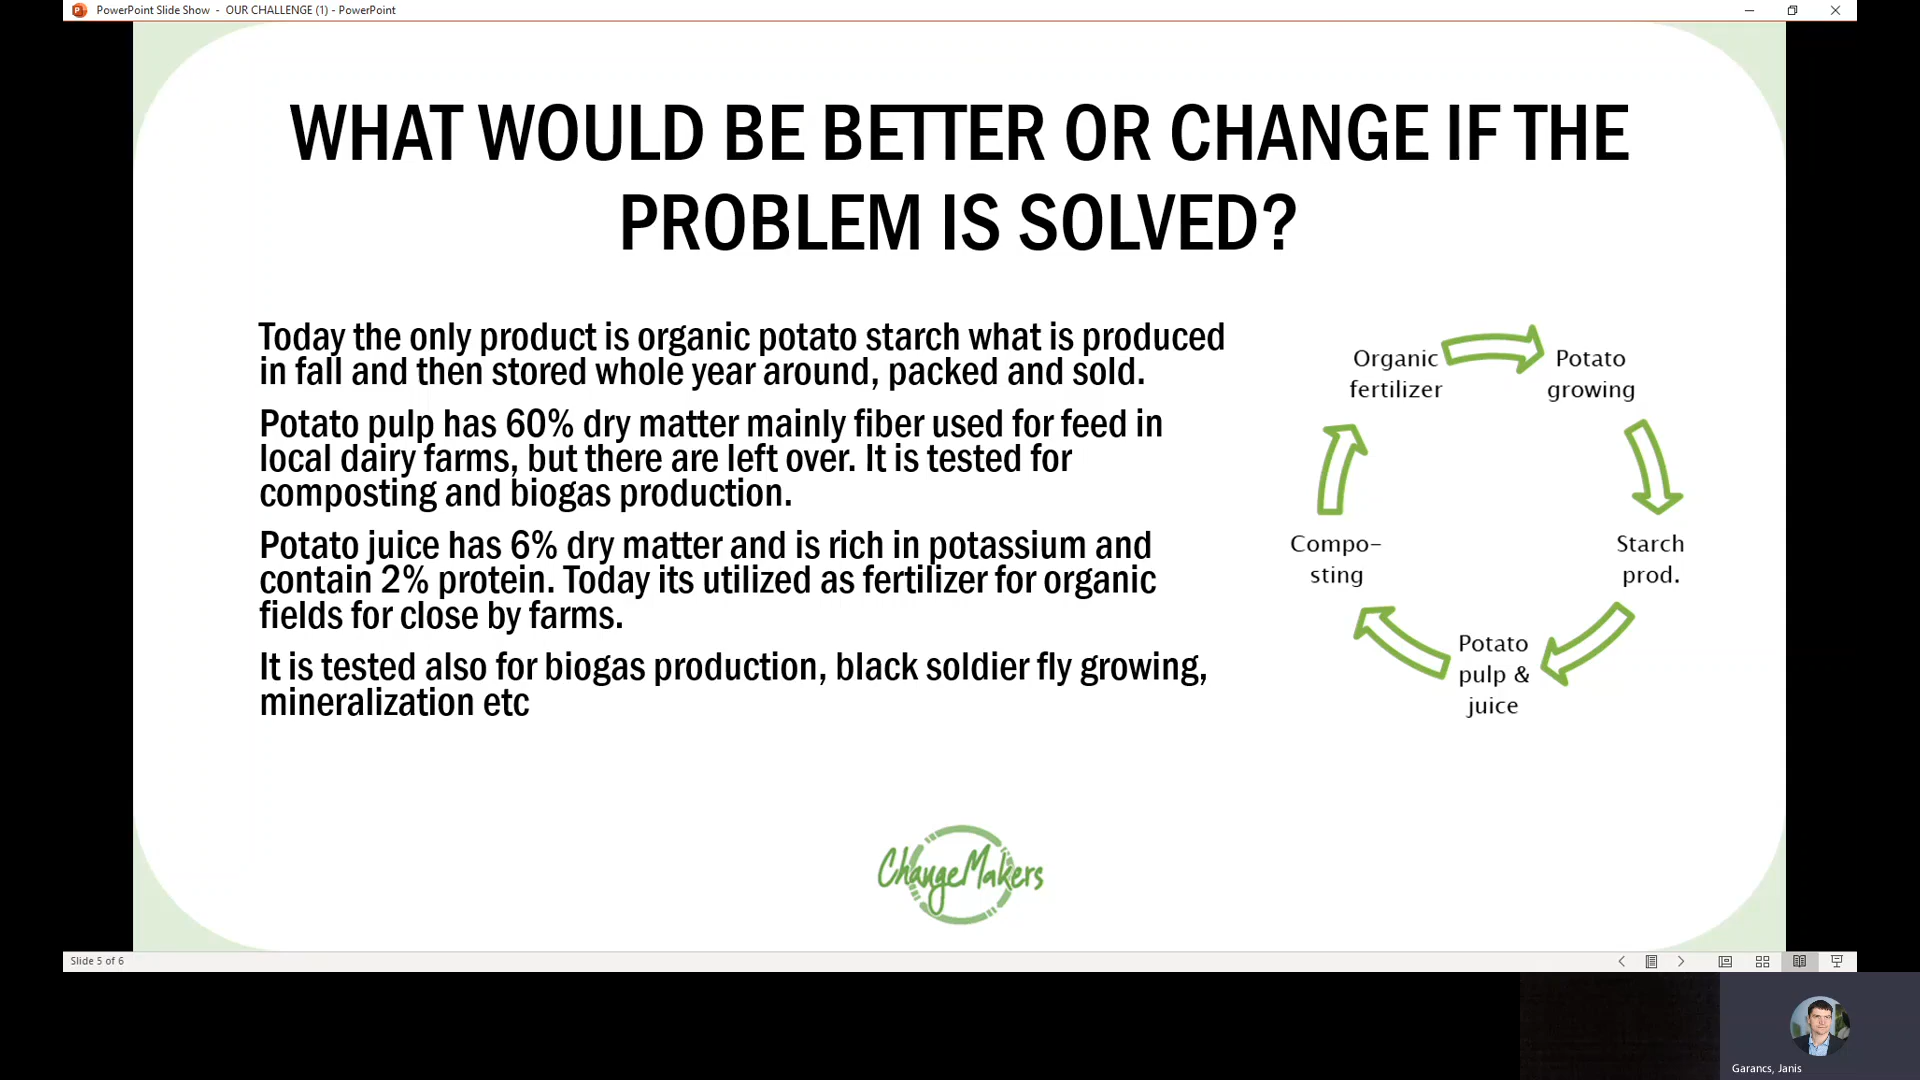 PowerPoint Slide Show - OUR CHALLENGE (1) - PowerPoint
WHAT WOULD BE BETTER OR CHANGE IF THE
PROBLEM IS SOLVED?
Today the only product is organic potato starch what is produced
in fall and then stored whole year around, packed and sold.
Potato pulp has 60% dry matter mainly fiber used for feed in
local dairy farms, but there are left over. It is tested for
composting and biogas production.
Potato juice has 6% dry matter and is rich in potassium and
contain 2% protein. Today its utilized as fertilizer for organic
fields for close by farms.
It is tested also for biogas production, black soldier fly growing,
mineralization etc
Organic
fertilizer
Potato
growing
Starch
prod.
Potato
pulp &
juice
Compo-
sting
ChangeMakers
Slide 5 of 6
Garancs, Janis